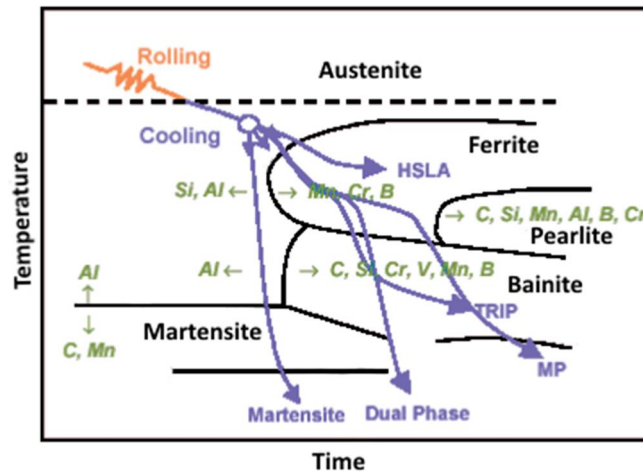 Rolling
Austenite
Cooling
Ferrite
HSLA
Si, Al ← → Mn, Cr, B
→ C, Si, Mn, Al, B, Cr
Pearlite
Al
Al ← → C, Si, Cr, V, Mn, B
Bainite
C, Mn
Martensite
TRIP
MP
Martensite
Dual Phase
Temperature
Time